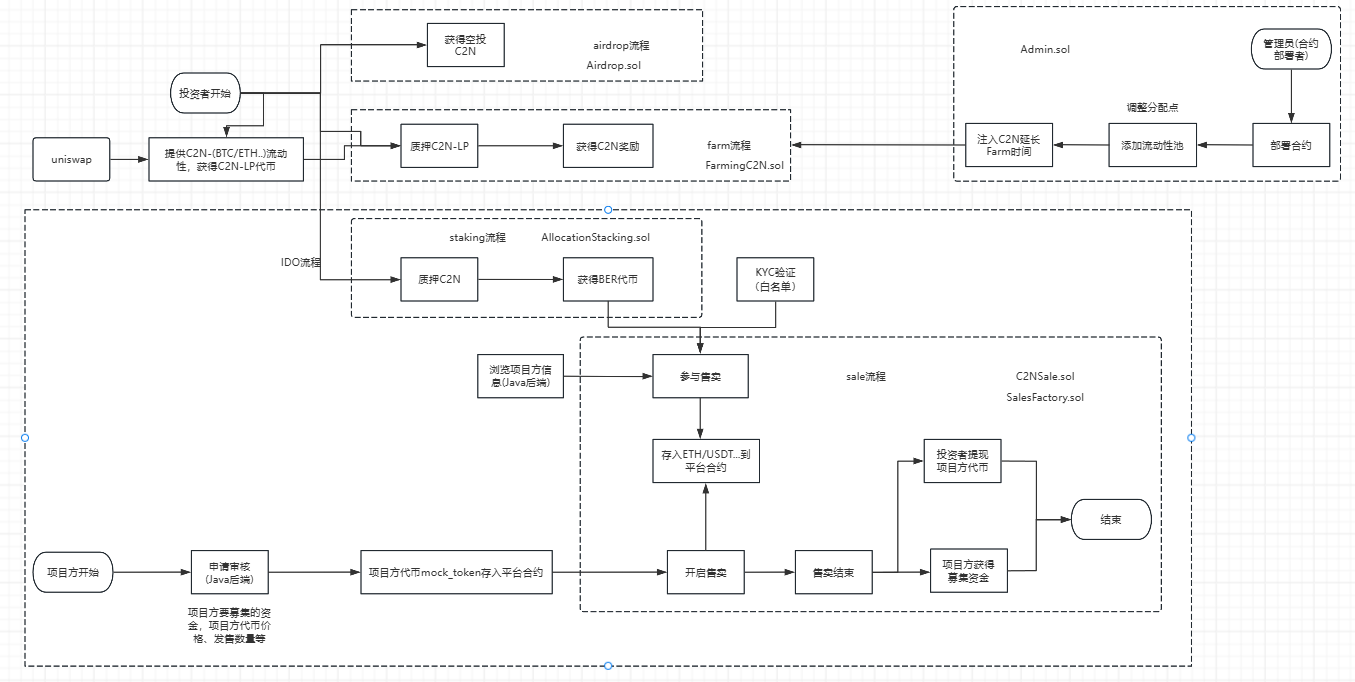 获得空投
C2N
airdrop流程
Airdrop.sol
Admin.sol
管理员(合约
部署者)
投资者开始
调整分配点
uniswap
提供C2N-(BTC/ETH..)流动
性，获得C2N-LP代币
质押C2N-LP
获得C2N奖励
farm流程
FarmingC2N.sol
注入C2N延长
Farm时间
添加流动性池
部署合约
staking流程
AllocationStacking.sol
IDO流程
质押C2N
获得BER代币
KYC验证
（白名单）
浏览项目方信
息(Java后端)
参与售卖
sale流程
C2NSale.sol
SalesFactory.sol
存入ETH/USDT...到
平台合约
投资者提现
项目方代币
结束
项目方开始
申请审核
(Java后端)
项目方代币mock_token存入平台合约
开启售卖
售卖结束
项目方获得
募集资金
项目方要募集的资
金，项目方代币价
格、发售数量等